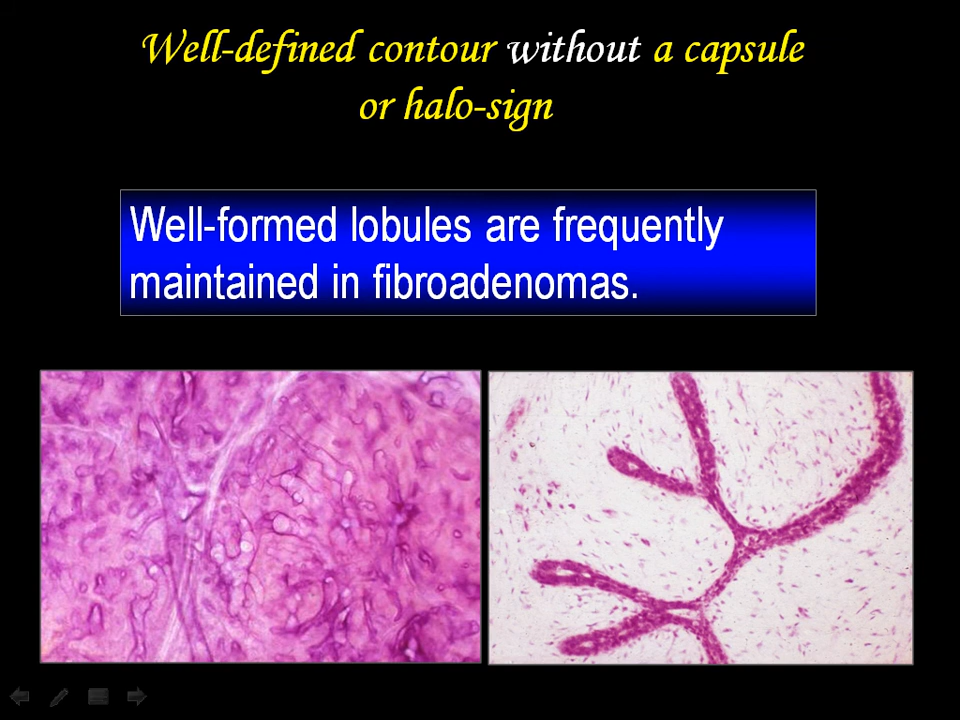 Well-defined contour without a capsule
or halo-sign
Well-formed lobules are frequently
maintained in fibroadenomas.